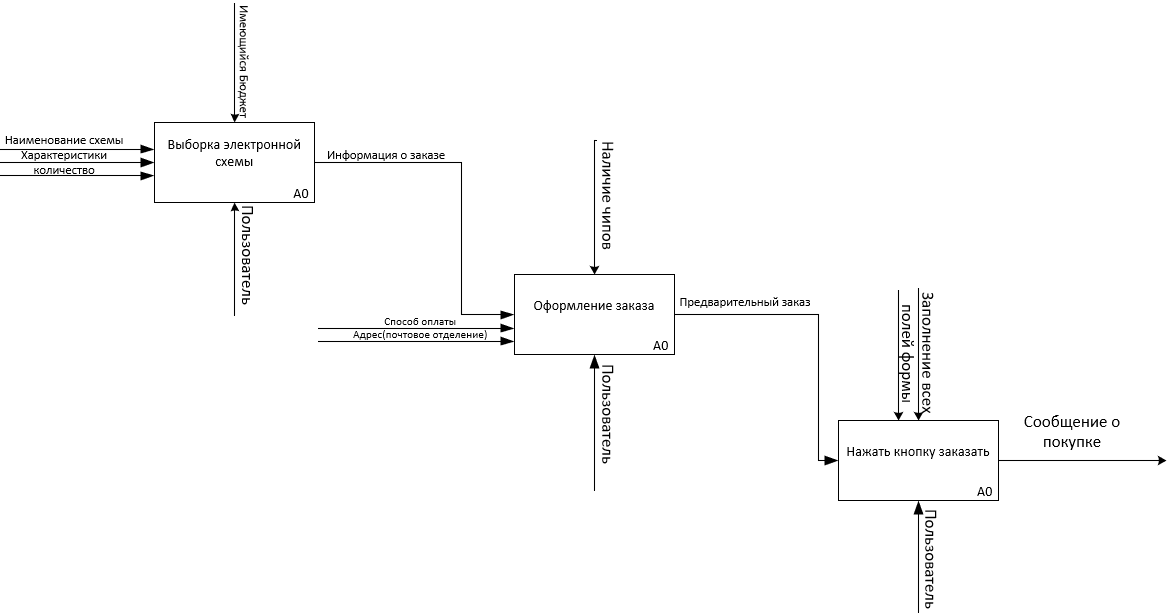 Имеющийся Бюджет
Наименование схемы
Характеристики
количество
Выборка электронной
схемы
A0
Пользователь
Информация о заказе
Наличие чипов
Оформление заказа
A0
Способ оплаты
Адрес(почтовое отделение)
Пользователь
Предварительный заказ
Заполнение всех
полей формы
Нажать кнопку заказать
A0
Пользователь
Сообщение о
покупке